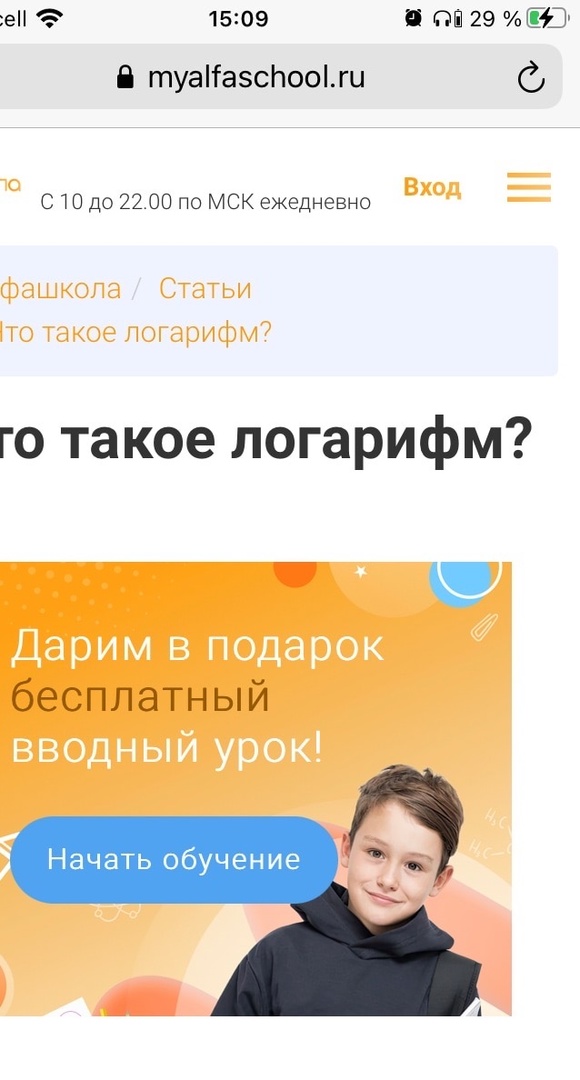 cell 15:09 29 %
myalfaschool.ru
С 10 до 22.00 по МСК ежедневно Вход
фашкола / Статьи
Что такое логарифм?
то такое логарифм?
Дарим в подарок
бесплатный
вводный урок!
Начать обучение